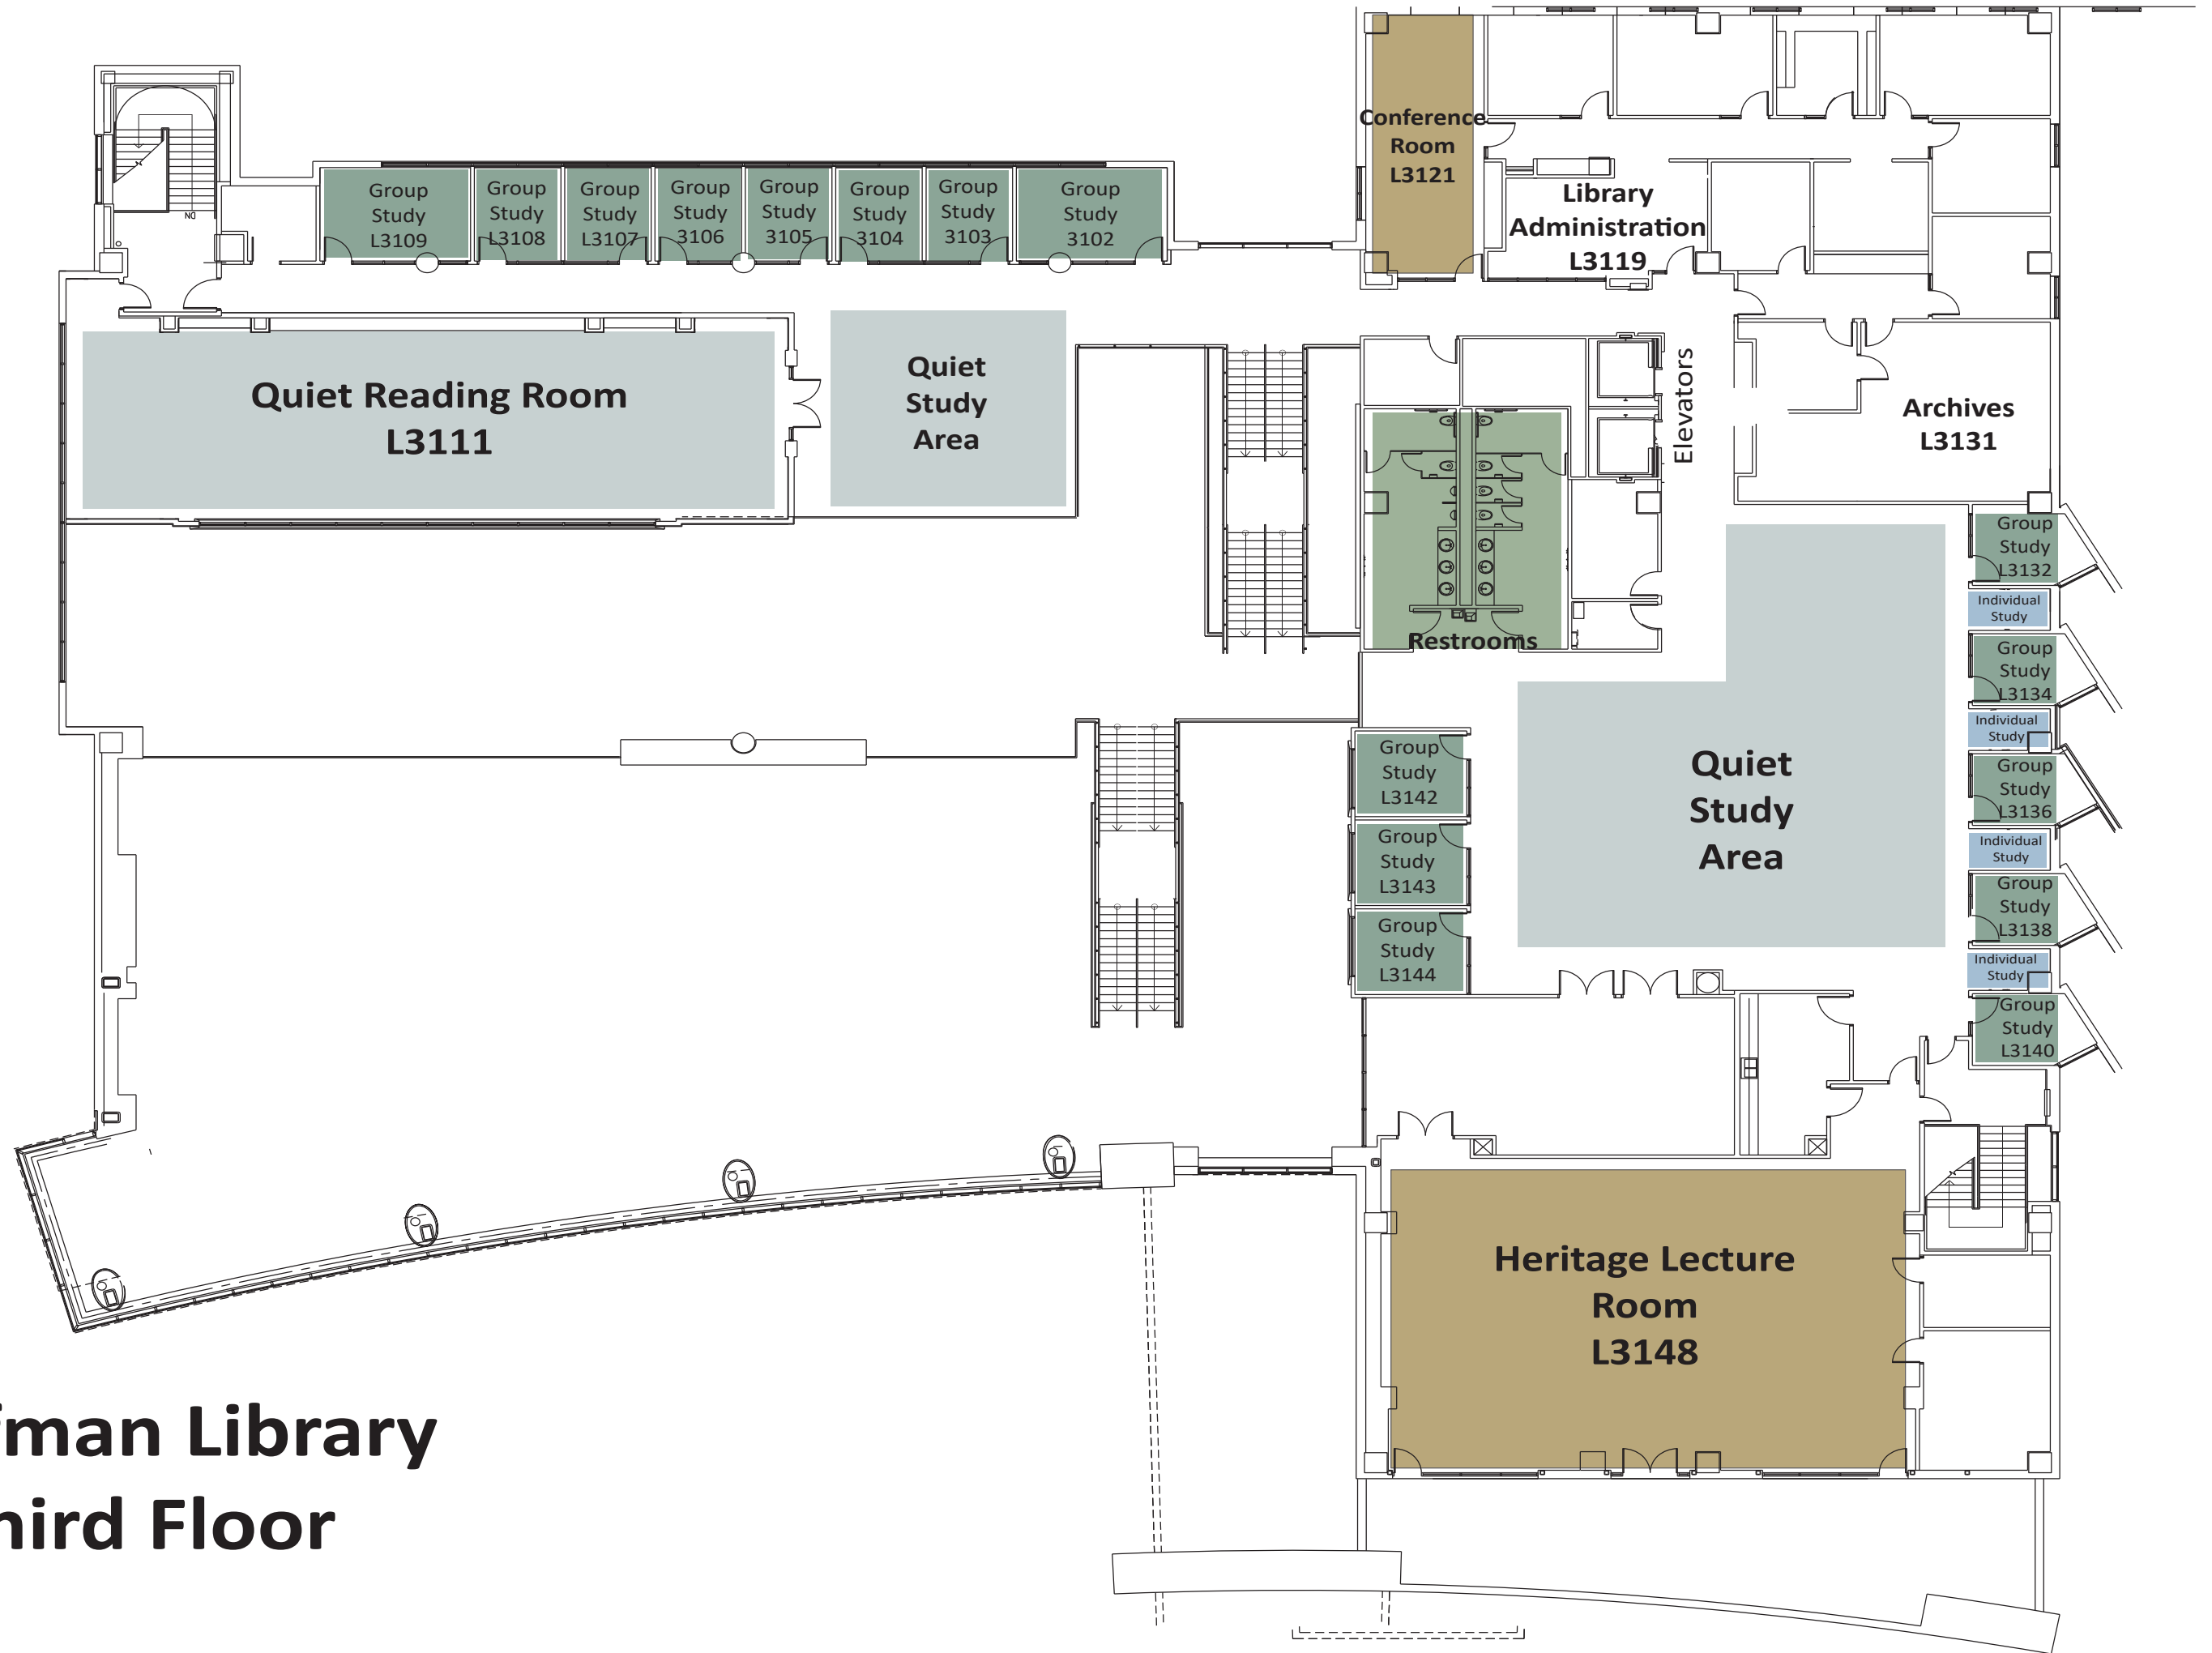 Conference
Room
L3121
Library
Administration
L3119
Group
Study
L3109
Group
Study
L3108
Group
Study
L3107
Group
Study
3106
Group
Study
3105
Group
Study
3104
Group
Study
3103
Group
Study
3102
DN
Quiet Reading Room
L3111
Quiet
Study
Area
Elevators
Archives
L3131
Restrooms
Group
Study
L3132
Individual
Study
Group
Study
L3134
Individual
Study
Group
Study
L3136
Individual
Study
Group
Study
L3138
Individual
Study
Group
Study
L3140
Quiet
Study
Area
Group
Study
L3142
Group
Study
L3143
Group
Study
L3144
Heritage Lecture
Room
L3148
fman Library
hird Floor